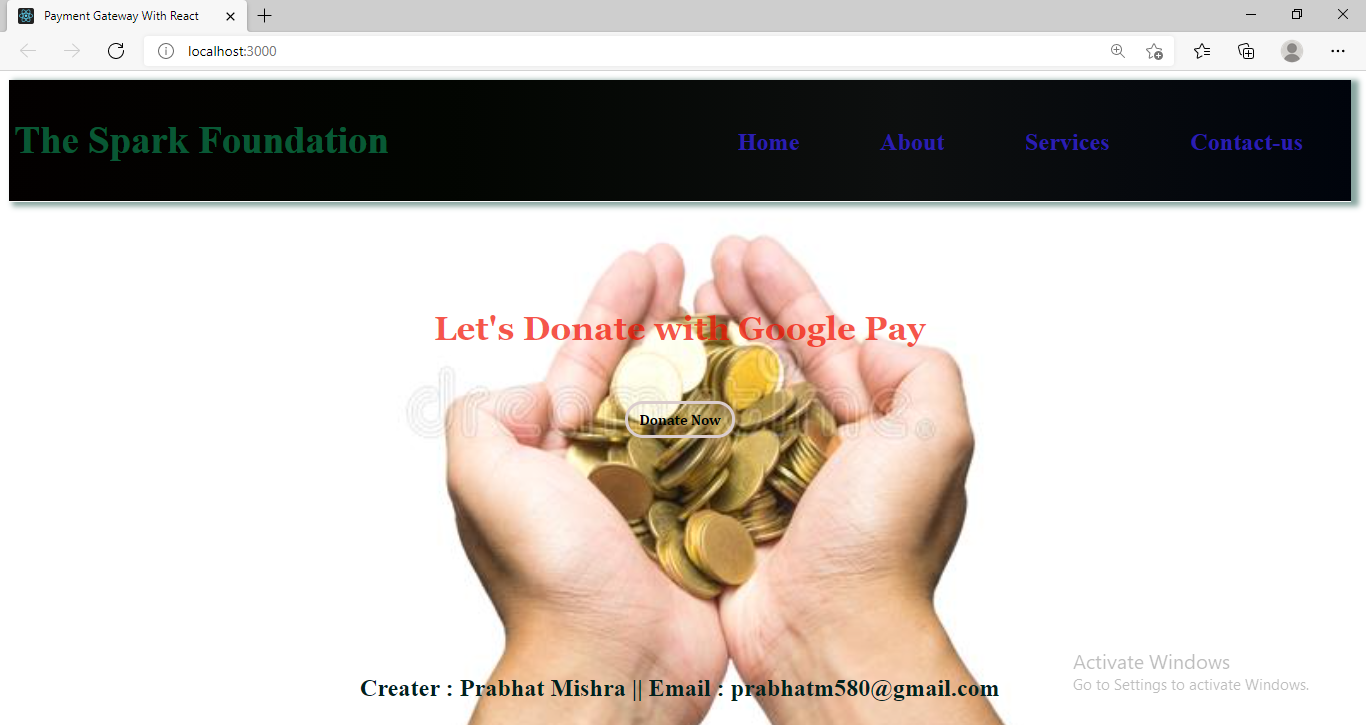 Payment Gateway With React
localhost:3000
The Spark Foundation
Home About Services Contact-us
Let's Donate with Google Pay
dreamstime.
Donate Now
Creater : Prabhat Mishra || Email : prabhatm580@gmail.com
Activate Windows
Go to Settings to activate Windows.